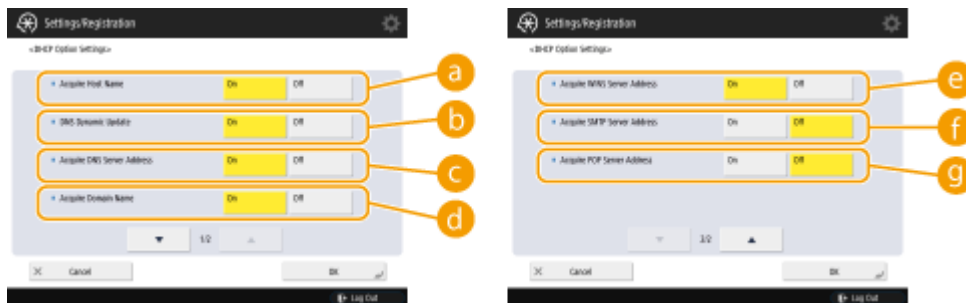 Settings/Registration
<DHCP Option Settings>
Acquire Host Name On Off
a
DNS Dynamic Update On Off
b
Acquire DNS Server Address On Off
c
Acquire Domain Name On Off
d
1/2
Cancel OK
Log Out
Settings/Registration
<DHCP Option Settings>
Acquire WINS Server Address On Off
e
Acquire SMTP Server Address On Off
f
Acquire POP Server Address On Off
g
2/2
Cancel OK
Log Out